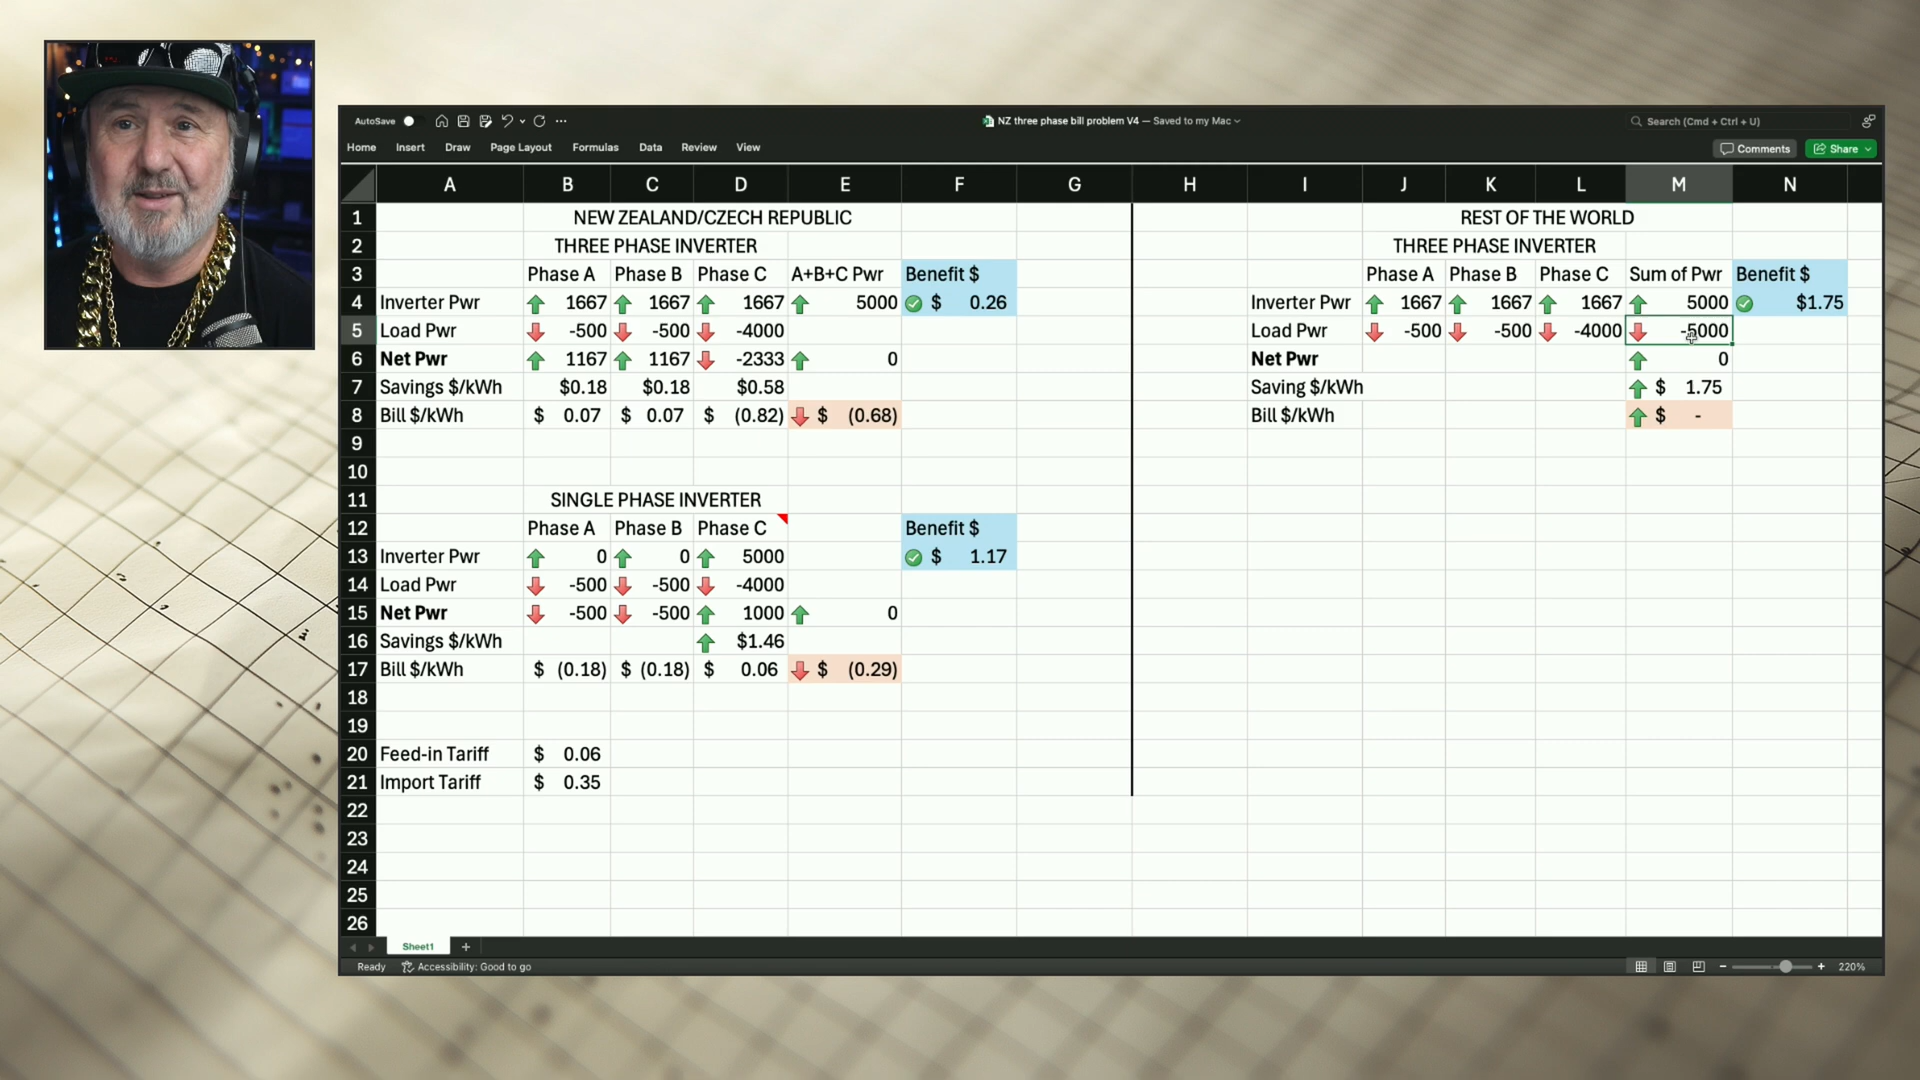 AutoSave
NZ three phase bill problem V4 — Saved to my Mac
Search (Cmd + Ctrl + U)
Home Insert Draw Page Layout Formulas Data Review View
Comments Share
A B C D E F G H I J K L M N
1 NEW ZEALAND/CZECH REPUBLIC REST OF THE WORLD
2 THREE PHASE INVERTER THREE PHASE INVERTER
3 Phase A Phase B Phase C A+B+C Pwr Benefit $ Phase A Phase B Phase C Sum of Pwr Benefit $
4 Inverter Pwr 1667 1667 1667 5000 $ 0.26 Inverter Pwr 1667 1667 1667 5000 $1.75
5 Load Pwr -500 -500 -4000 Load Pwr -500 -500 -4000 -5000
6 Net Pwr 1167 1167 -2333 0 Net Pwr 0
7 Savings $/kWh $0.18 $0.18 $0.58 Saving $/kWh $ 1.75
8 Bill $/kWh $ 0.07 $ 0.07 $ (0.82) $ (0.68) Bill $/kWh $ -
9
10
11 SINGLE PHASE INVERTER
12 Phase A Phase B Phase C Benefit $
13 Inverter Pwr 0 0 5000 $ 1.17
14 Load Pwr -500 -500 -4000
15 Net Pwr -500 -500 1000 0
16 Savings $/kWh $1.46
17 Bill $/kWh $ (0.18) $ (0.18) $ 0.06 $ (0.29)
18
19
20 Feed-in Tariff $ 0.06
21 Import Tariff $ 0.35
22
23
24
25
26
Sheet1
Ready Accessibility: Good to go 220%